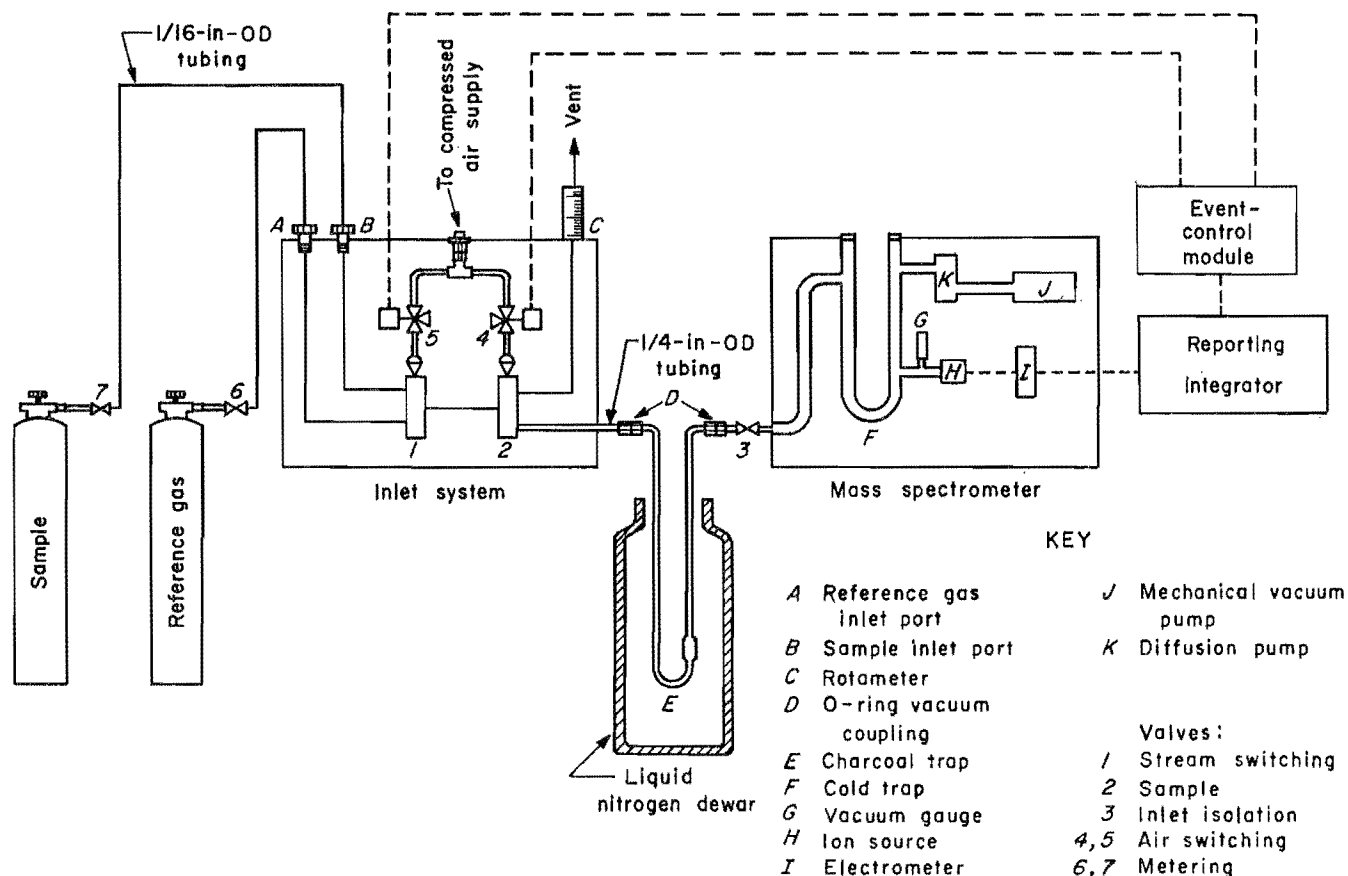 1/16-in-OD
tubing
To compressed
air supply
Vent
A
B
C
5
4
7
6
1
2
Sample
Reference gas
Inlet system
1/4-in-OD
tubing
D
3
E
Liquid
nitrogen dewar
F
G
H
I
J
K
Mass spectrometer
Event-
control
module
Reporting
integrator
KEY
A Reference gas
inlet port
B Sample inlet port
C Rotameter
D O-ring vacuum
coupling
E Charcoal trap
F Cold trap
G Vacuum gauge
H Ion source
I Electrometer
J Mechanical vacuum
pump
K Diffusion pump
Valves:
1 Stream switching
2 Sample
3 Inlet isolation
4,5 Air switching
6,7 Metering